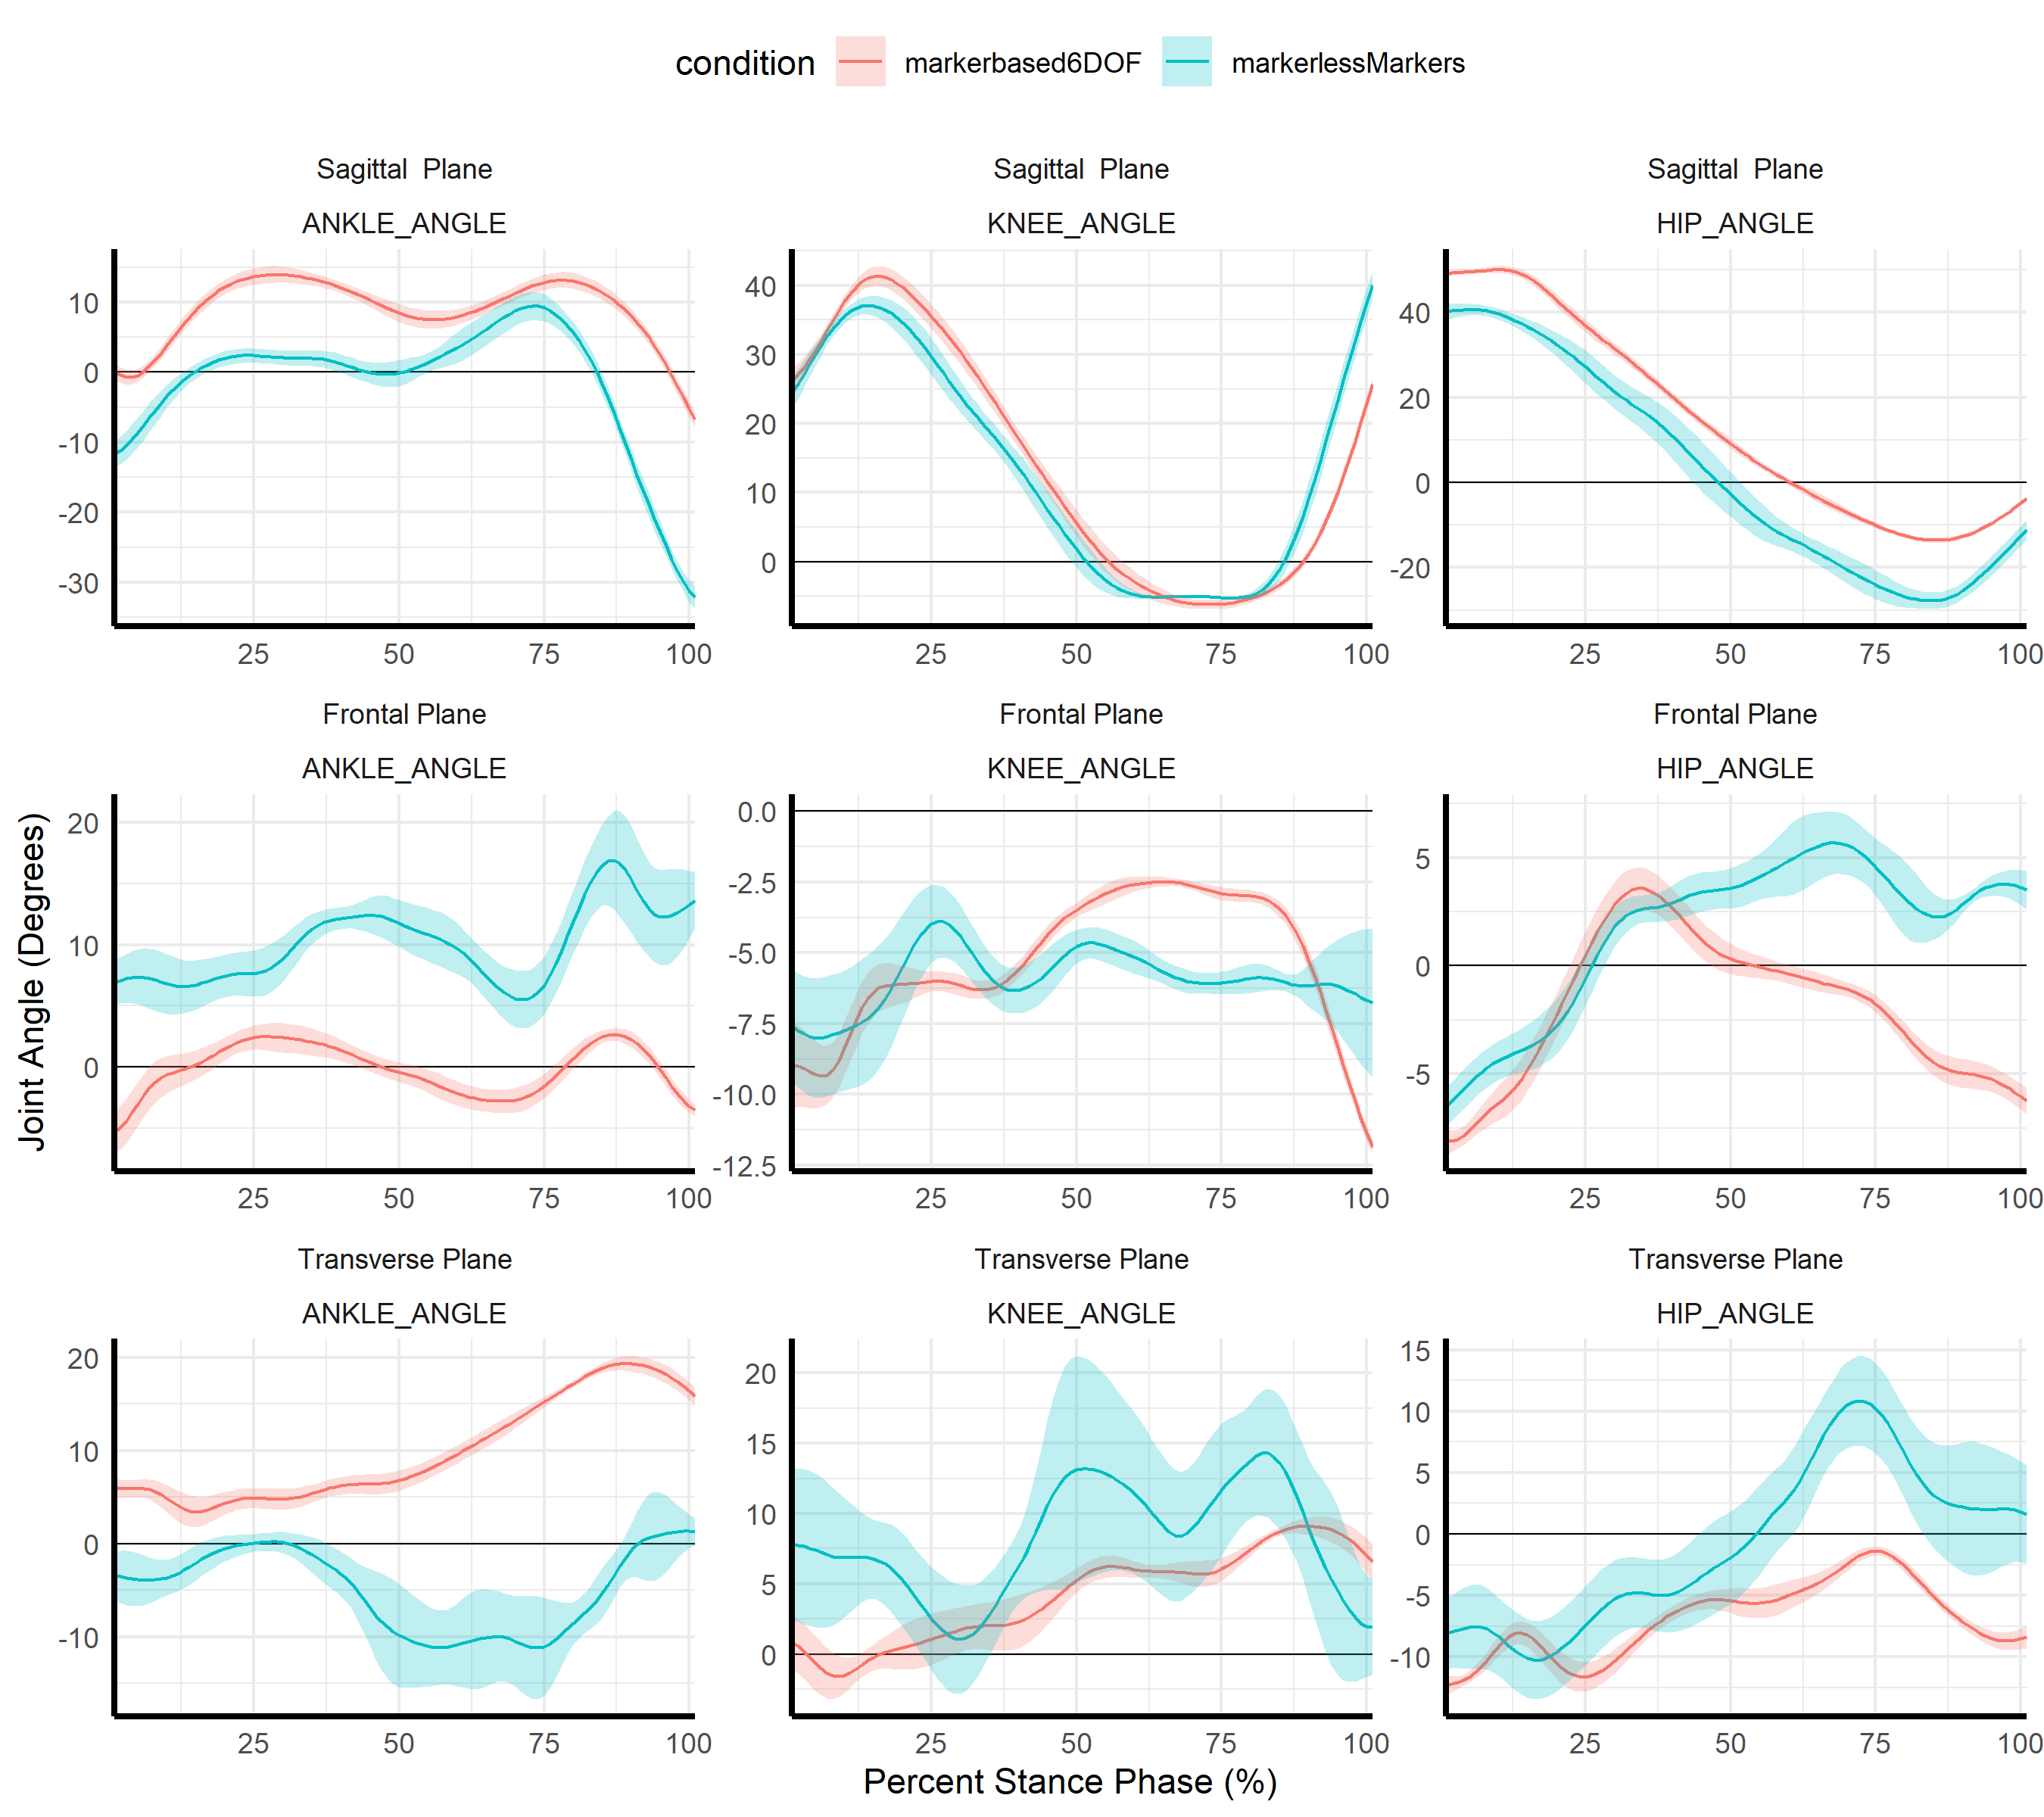 condition markerbased6DOF markerlessMarkers
Sagittal  Plane Sagittal  Plane Sagittal  Plane
ANKLE_ANGLE KNEE_ANGLE HIP_ANGLE
10
0
-10
-20
-30
25 50 75 100
40
30
20
10
0
25 50 75 100
40
20
0
-20
25 50 75 100
Frontal Plane Frontal Plane Frontal Plane
ANKLE_ANGLE KNEE_ANGLE HIP_ANGLE
Joint Angle (Degrees)
20
10
0
25 50 75 100
0.0
-2.5
-5.0
-7.5
-10.0
-12.5
25 50 75 100
5
0
-5
25 50 75 100
Transverse Plane Transverse Plane Transverse Plane
ANKLE_ANGLE KNEE_ANGLE HIP_ANGLE
20
10
0
-10
25 50 75 100
20
15
10
5
0
25 50 75 100
15
10
5
0
-5
-10
25 50 75 100
Percent Stance Phase (%)